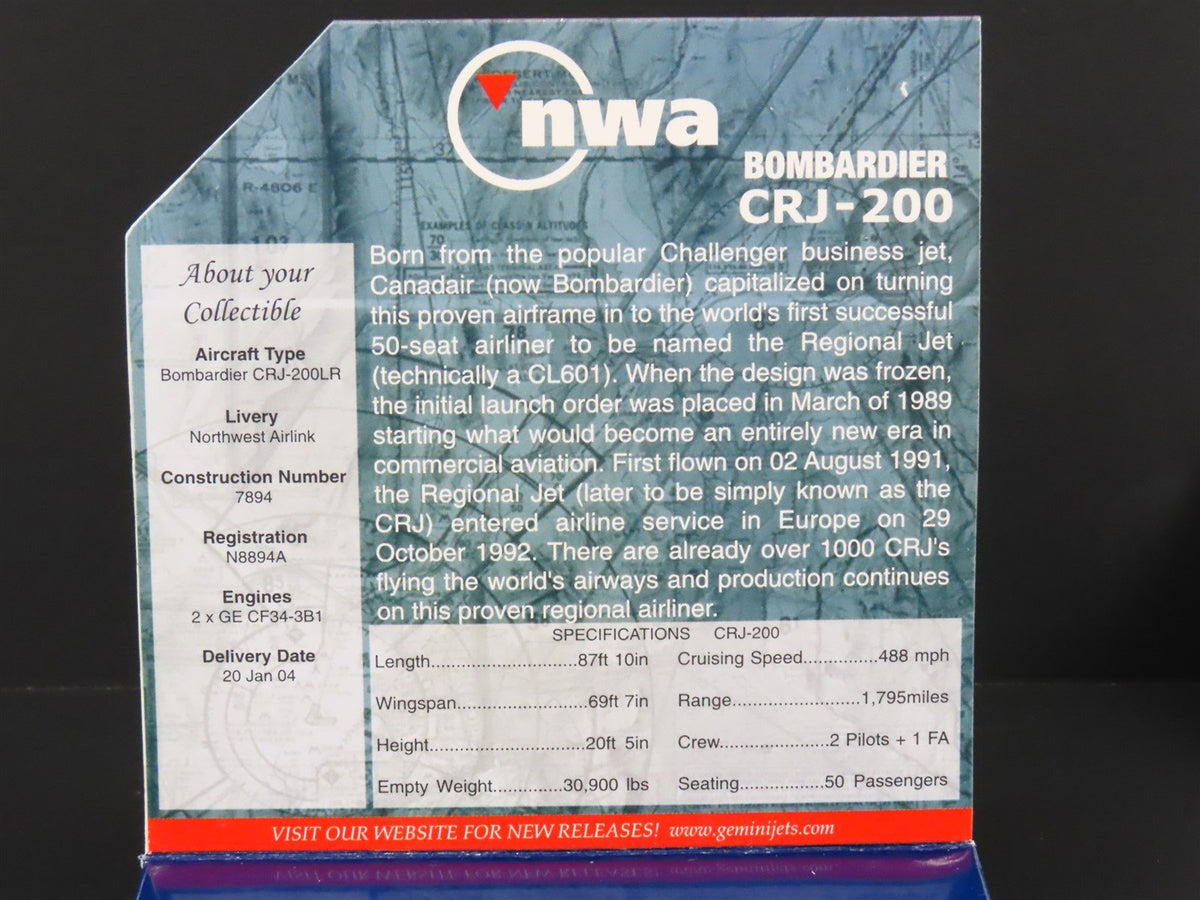 nwa
BOMBARDIER
CRJ-200
About your
Collectible
Aircraft Type
Bombardier CRJ-200LR
Livery
Northwest Airlink
Construction Number
7894
Registration
N8894A
Engines
2 x GE CF34-3B1
Delivery Date
20 Jan 04
Born from the popular Challenger business jet,
Canadair (now Bombardier) capitalized on turning
this proven airframe in to the world's first successful
50-seat airliner to be named the Regional Jet
(technically a CL601). When the design was frozen,
the initial launch order was placed in March of 1989
starting what would become an entirely new era in
commercial aviation. First flown on 02 August 1991,
the Regional Jet (later to be simply known as the
CRJ) entered airline service in Europe on 29
October 1992. There are already over 1000 CRJ's
flying the world's airways and production continues
on this proven regional airliner.
SPECIFICATIONS CRJ-200
Length............................87ft 10in
Wingspan.........................69ft 7in
Height..............................20ft 5in
Empty Weight.............30,900 lbs
Cruising Speed..............488 mph
Range.........................1,795miles
Crew.....................2 Pilots + 1 FA
Seating................50 Passengers
VISIT OUR WEBSITE FOR NEW RELEASES! www.geminijets.com
R-4806 E
EXAMPLES OF CLASS B ALTITUDES
70